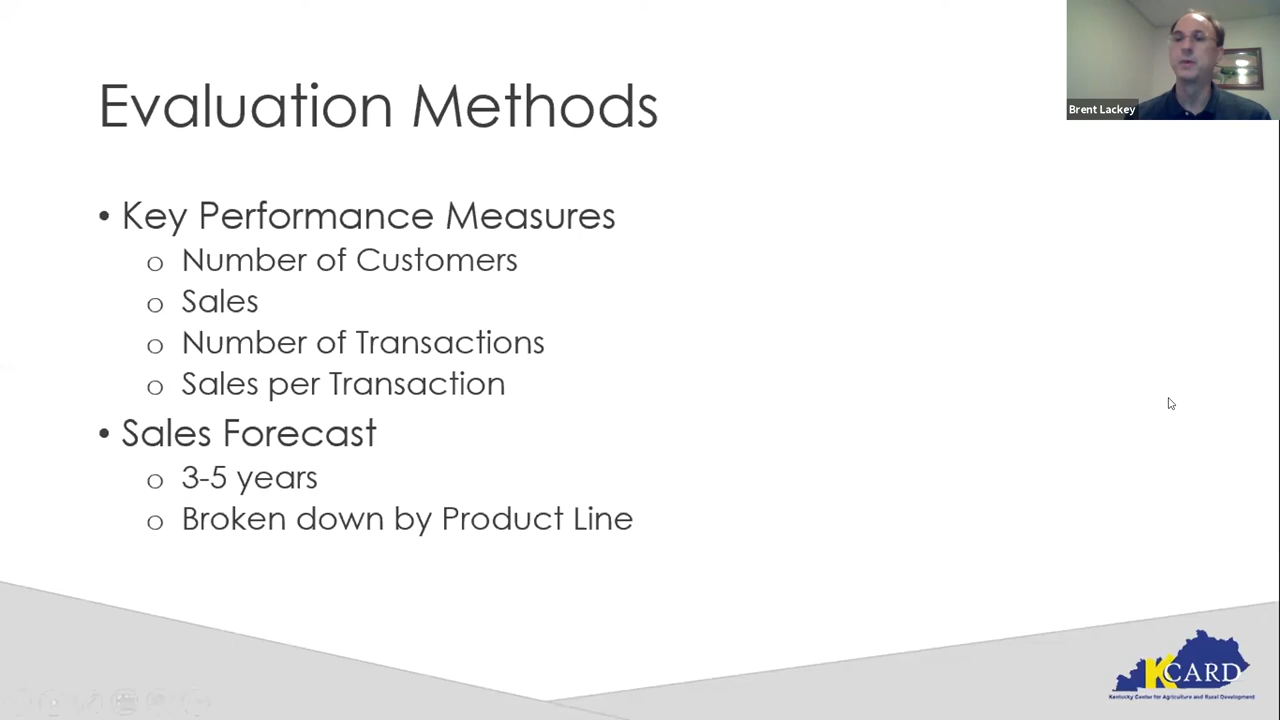 Evaluation Methods
Brent Lackey
• Key Performance Measures
o Number of Customers
o Sales
o Number of Transactions
o Sales per Transaction
• Sales Forecast
o 3-5 years
o Broken down by Product Line
KCARD
Kentucky Center for Agriculture and Rural Development